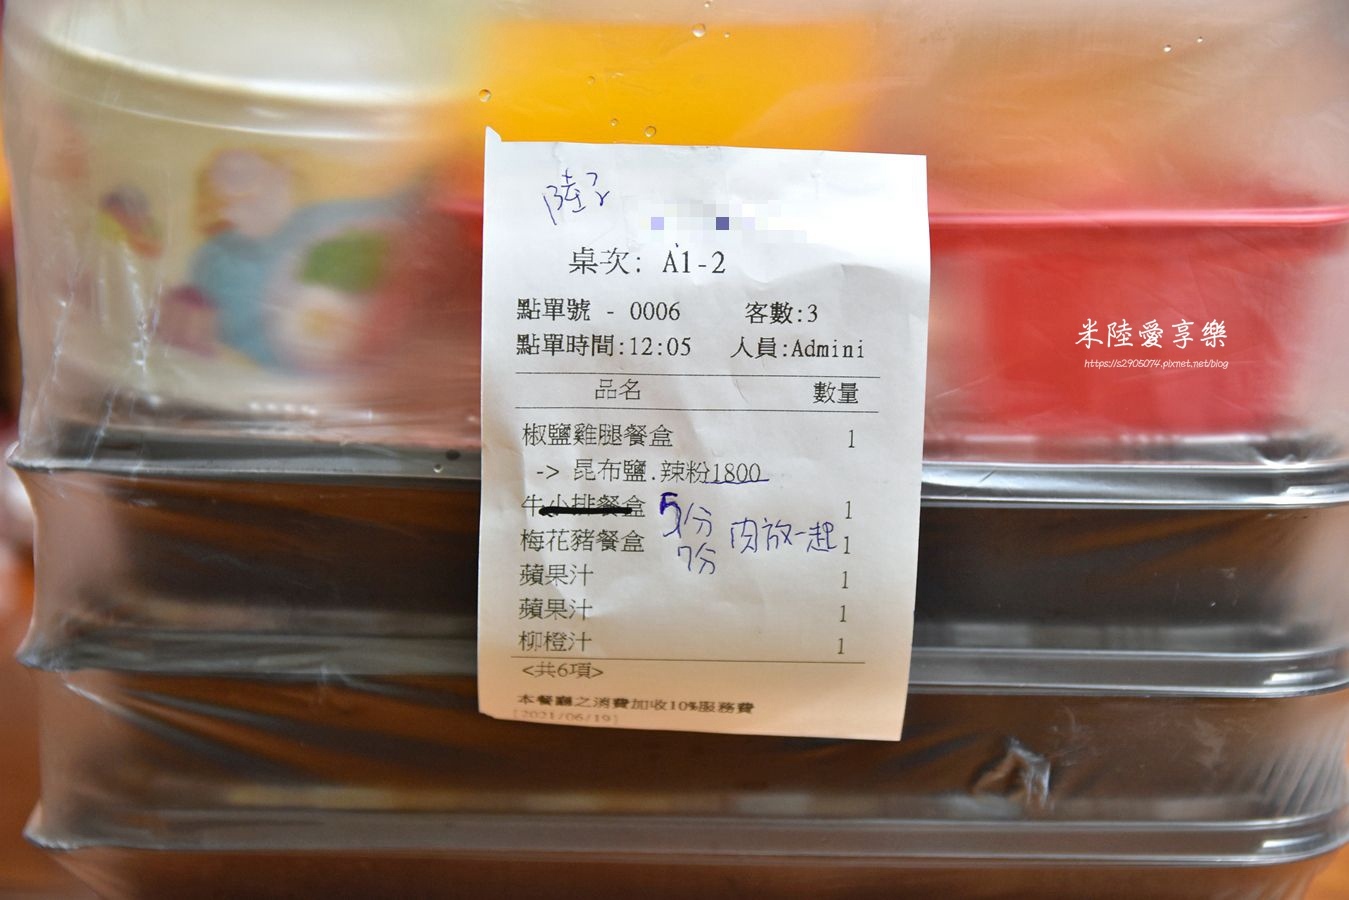 陸子
桌次: A1-2
點單號 - 0006 客數:3
點單時間:12:05 人員:Admini
品名 數量
椒鹽雞腿餐盒 1
-> 昆布鹽.辣粉1800
牛小排餐盒 5分 1
梅花豬餐盒 7分 肉放一起 1
蘋果汁 1
蘋果汁 1
柳橙汁 1
<共6項>
本餐廳之消費加收10%服務費
[2021/06/19]
米陸愛享樂
https://s2905074.pixnet.net/blog